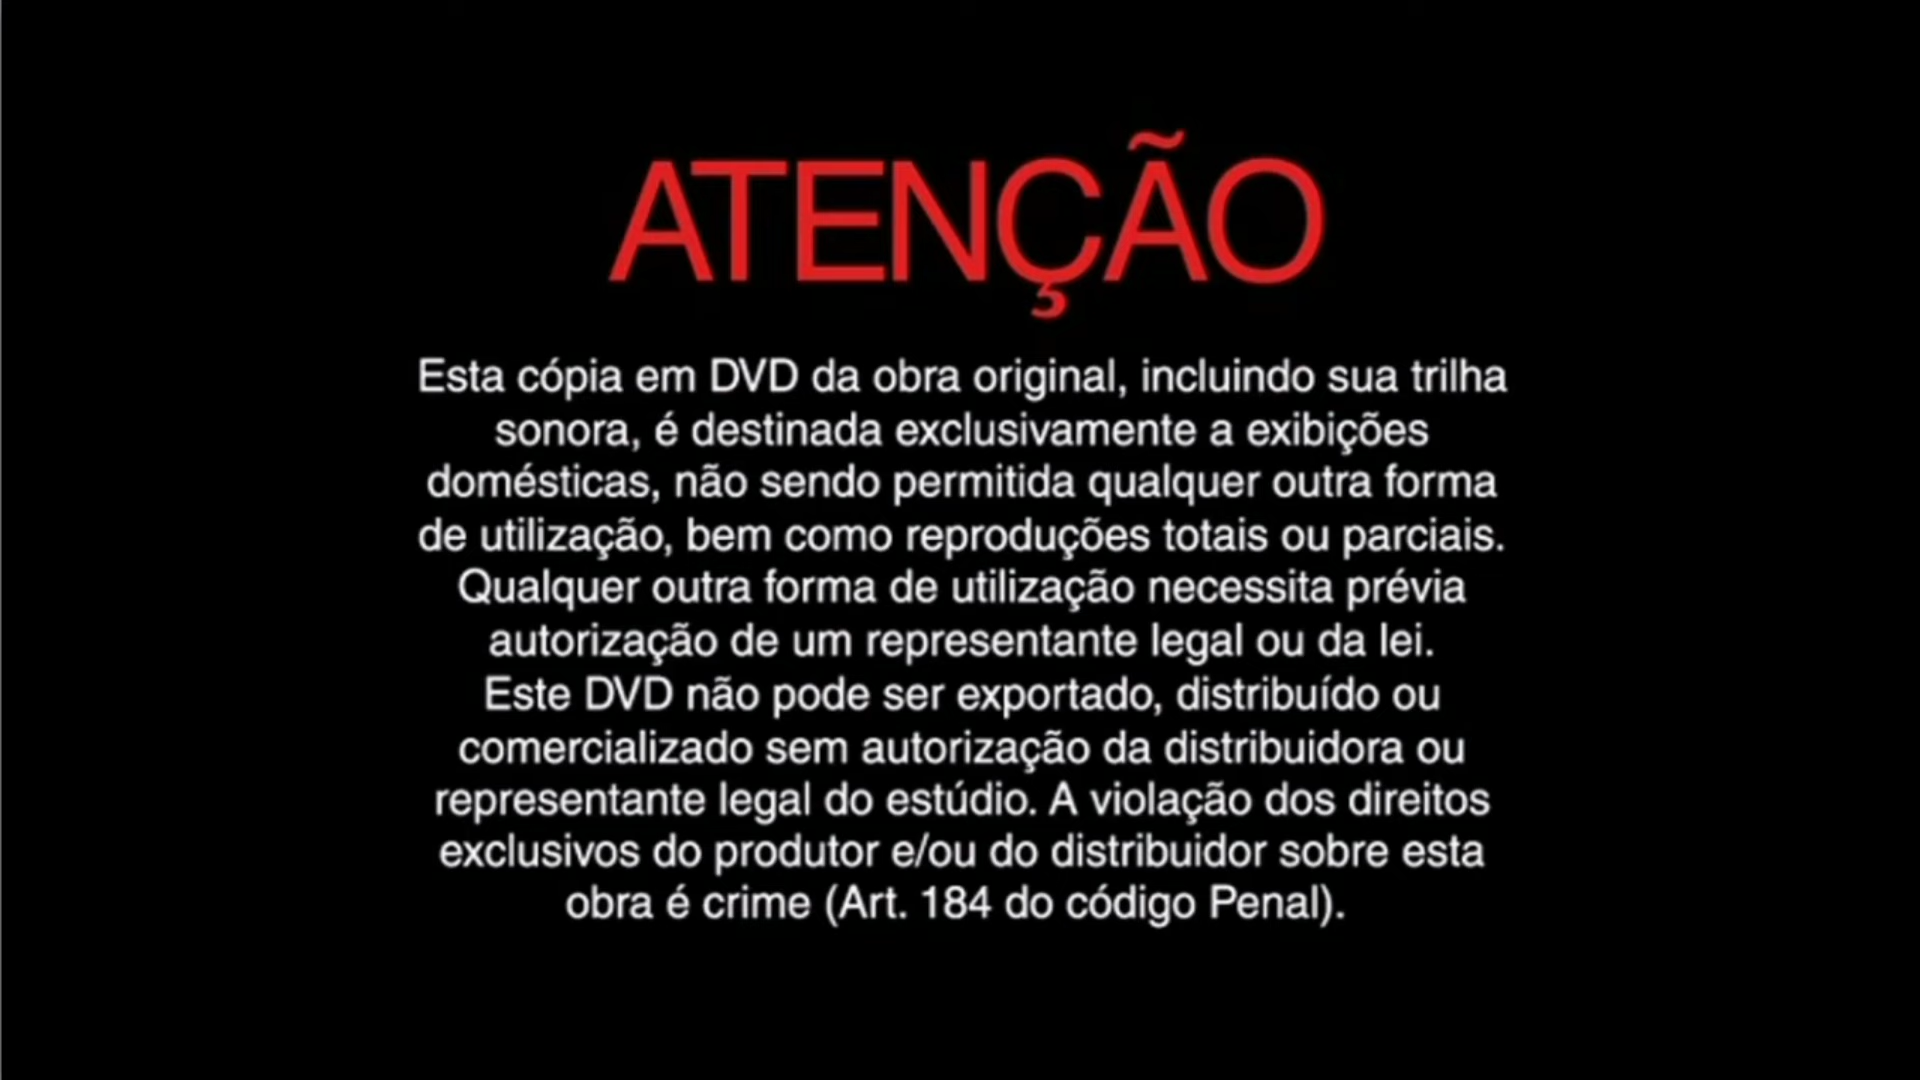 ATENÇÃO
Esta cópia em DVD da obra original, incluindo sua trilha
sonora, é destinada exclusivamente a exibições
domésticas, não sendo permitida qualquer outra forma
de utilização, bem como reproduções totais ou parciais.
Qualquer outra forma de utilização necessita prévia
autorização de um representante legal ou da lei.
Este DVD não pode ser exportado, distribuído ou
comercializado sem autorização da distribuidora ou
representante legal do estúdio. A violação dos direitos
exclusivos do produtor e/ou do distribuidor sobre esta
obra é crime (Art. 184 do código Penal).